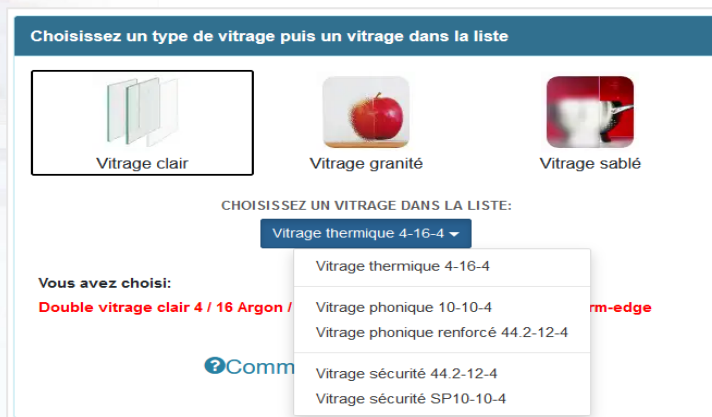 Choisissez un type de vitrage puis un vitrage dans la liste
Vitrage clair
Vitrage granité
Vitrage sablé
CHOISISSEZ UN VITRAGE DANS LA LISTE:
Vitrage thermique 4-16-4
Vitrage thermique 4-16-4
Vous avez choisi:
Double vitrage clair 4 / 16 Argon / rm-edge
Vitrage phonique 10-10-4
Vitrage phonique renforcé 44.2-12-4
Comm
Vitrage sécurité 44.2-12-4
Vitrage sécurité SP10-10-4